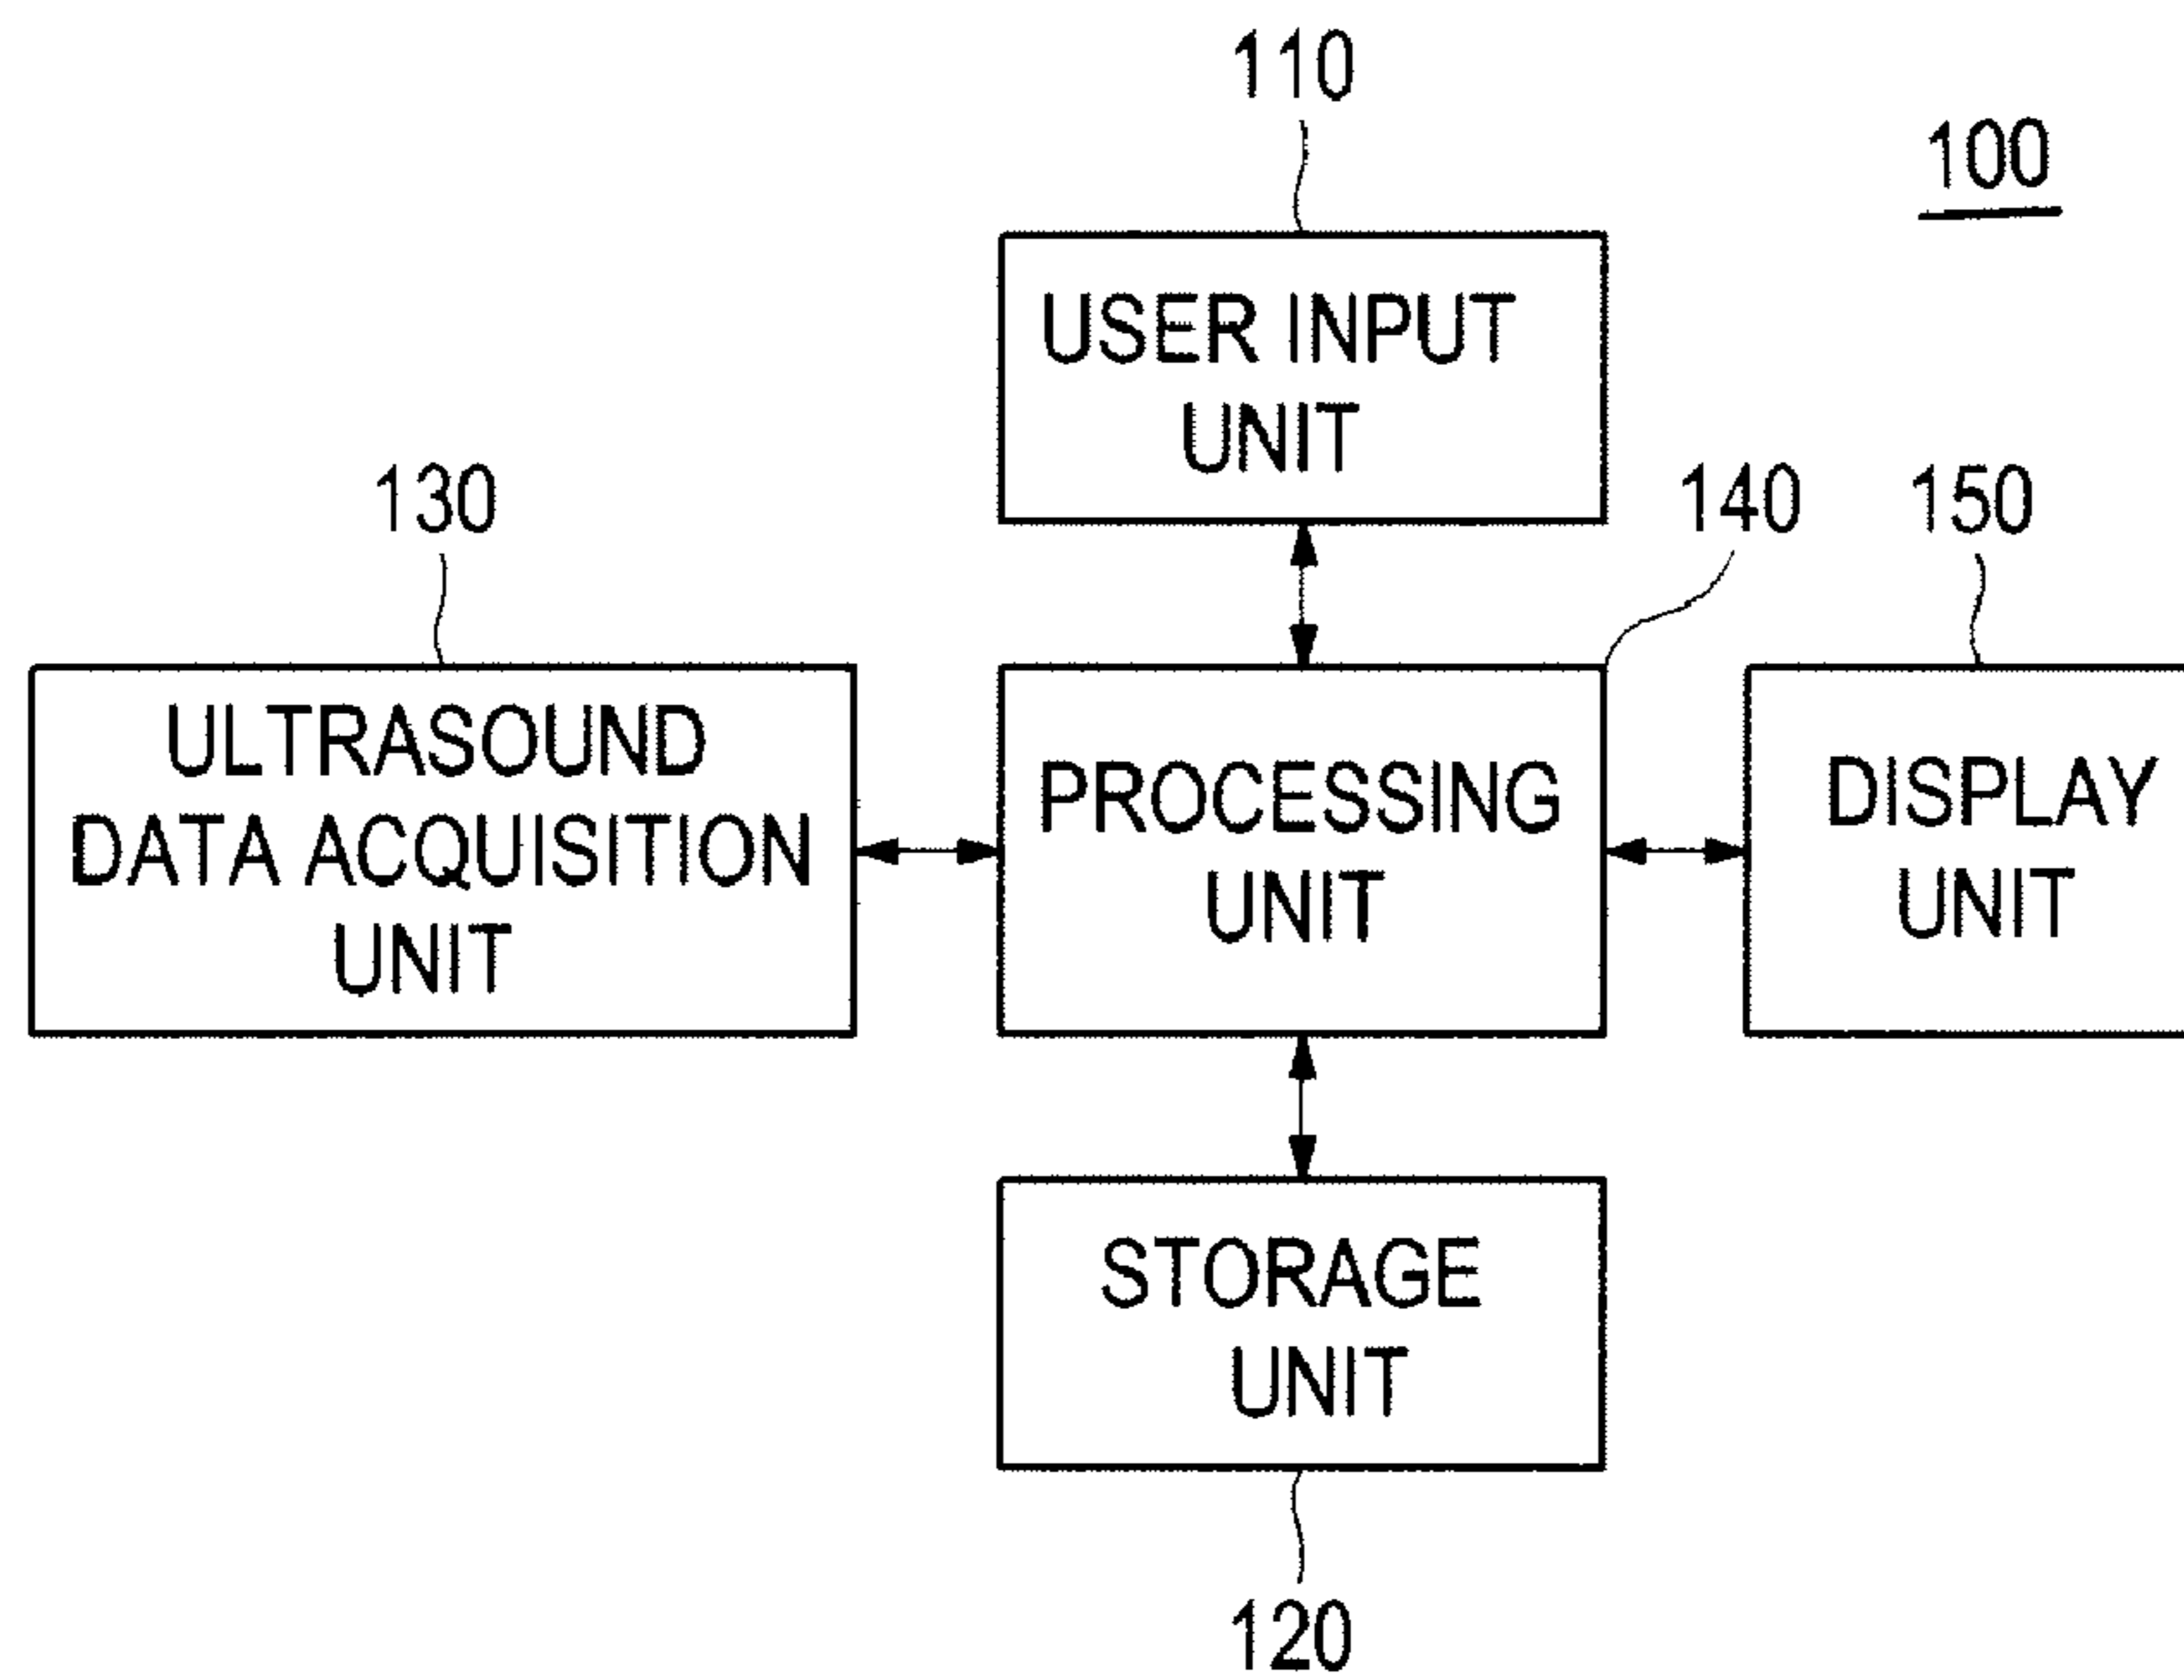 110
100
USER INPUT
UNIT
130
140
150
ULTRASOUND
DATA ACQUISITION
UNIT
PROCESSING
UNIT
DISPLAY
UNIT
STORAGE
UNIT
120